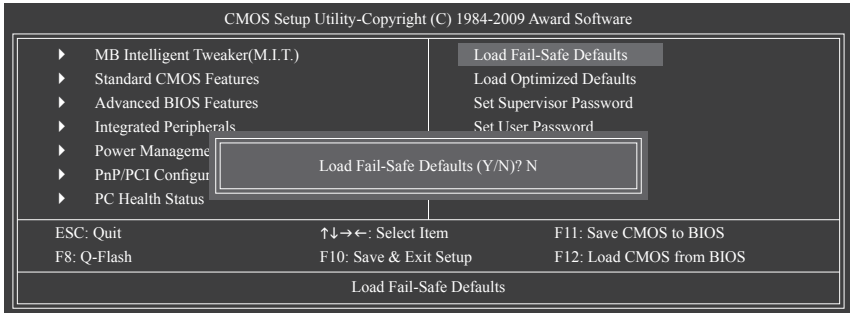 CMOS Setup Utility-Copyright (C) 1984-2009 Award Software
MB Intelligent Tweaker(M.I.T.)
Standard CMOS Features
Advanced BIOS Features
Integrated Peripherals
Power Manageme
PnP/PCI Configur
PC Health Status
Load Fail-Safe Defaults
Load Optimized Defaults
Set Supervisor Password
Set User Password
Load Fail-Safe Defaults (Y/N)? N
ESC: Quit ↑↓→←: Select Item F11: Save CMOS to BIOS
F8: Q-Flash F10: Save & Exit Setup F12: Load CMOS from BIOS
Load Fail-Safe Defaults